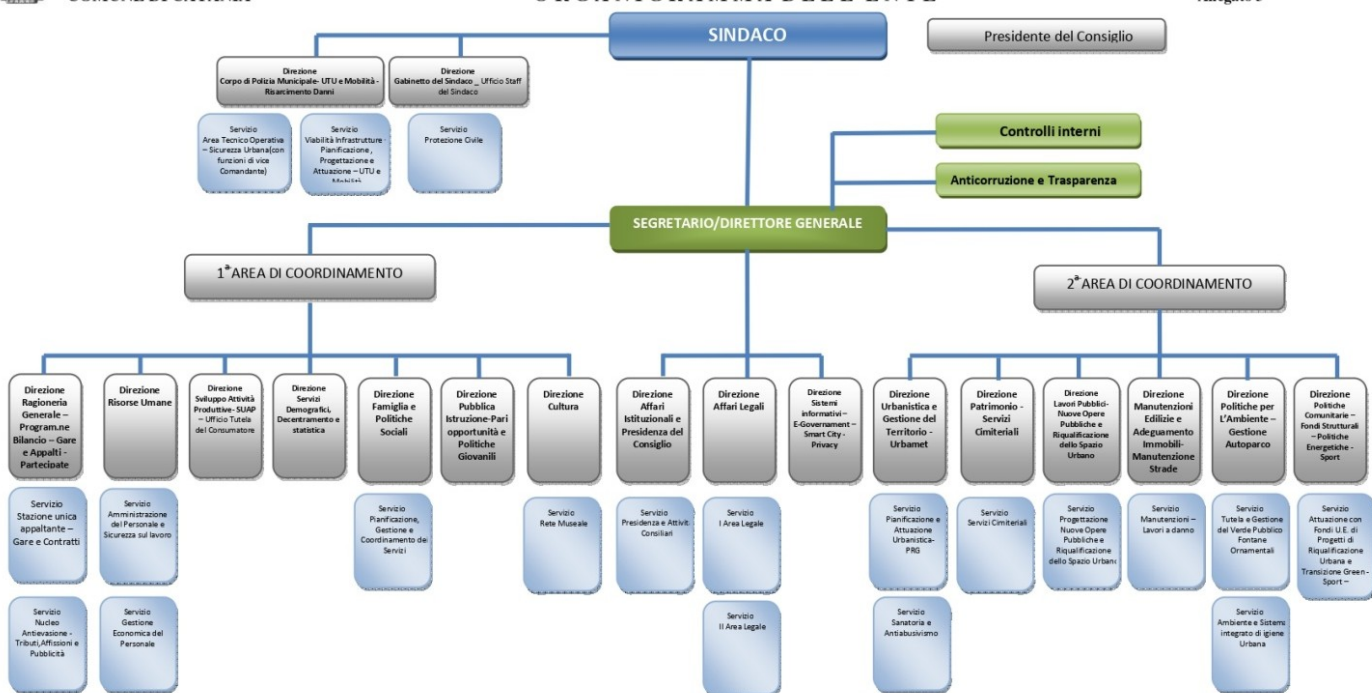 SINDACO
Presidente del Consiglio
Direzione
Corpo di Polizia Municipale- UTU e Mobilità -
Risarcimento Danni
Direzione
Gabinetto del Sindaco _ Ufficio Staff
del Sindaco
Servizio
Area Tecnico Operativa
– Sicurezza Urbana(con
funzioni di vice
Comandante)
Servizio
Viabilità Infrastrutture -
Pianificazione ,
Progettazione e
Attuazione – UTU e
Servizio
Protezione Civile
Controlli interni
Anticorruzione e Trasparenza
SEGRETARIO/DIRETTORE GENERALE
1ª AREA DI COORDINAMENTO
2ª AREA DI COORDINAMENTO
Direzione
Ragioneria
Generale –
Program.ne
Bilancio – Gare
e Appalti -
Partecipate
Direzione
Risorse Umane
Direzione
Sviluppo Attività
Produttive- SUAP
– Ufficio Tutela
del Consumatore
Direzione
Servizi
Demografici,
Decentramento e
statistica
Direzione
Famiglia e
Politiche
Sociali
Direzione
Pubblica
Istruzione-Pari
opportunità e
Politiche
Giovanili
Direzione
Cultura
Direzione
Affari
Istituzionali e
Presidenza del
Consiglio
Direzione
Affari Legali
Direzione
Sistemi
informativi –
E-Governament –
Smart City -
Privacy
Direzione
Urbanistica e
Gestione del
Territorio -
Urbamet
Direzione
Patrimonio -
Servizi
Cimiteriali
Direzione
Lavori Pubblici-
Nuove Opere
Pubbliche e
Riqualificazione
dello Spazio
Urbano
Direzione
Manutenzioni
Edilizie e
Adeguamento
Immobili-
Manutenzione
Strade
Direzione
Politiche per
L’Ambiente –
Gestione
Autoparco
Direzione
Politiche
Comunitarie –
Fondi Strutturali
– Politiche
Energetiche -
Sport
Servizio
Stazione unica
appaltante –
Gare e Contratti
Servizio
Amministrazione
del Personale e
Sicurezza sul lavoro
Servizio
Pianificazione,
Gestione e
Coordinamento dei
Servizi
Servizio
Rete Museale
Servizio
Presidenza e Attivit
Consiliari
Servizio
I Area Legale
Servizio
Pianificazione e
Attuazione
Urbanistica-
PRG
Servizio
Servizi Cimiteriali
Servizio
Progettazione
Nuove Opere
Pubbliche e
Riqualificazione
dello Spazio Urbano
Servizio
Manutenzioni –
Lavori a danno
Servizio
Tutela e Gestione
del Verde Pubblico
Fontane
Ornamentali
Servizio
Attuazione con
Fondi U.E. di
Progetti di
Riqualificazione
Urbana e
Transizione Green -
Sport –
Servizio
Nucleo
Antievasione -
Tributi,Affissioni e
Pubblicità
Servizio
Gestione
Economica del
Personale
Servizio
II Area Legale
Servizio
Sanatoria e
Antiabusivismo
Servizio
Ambiente e Sistema
integrato di igiene
Urbana